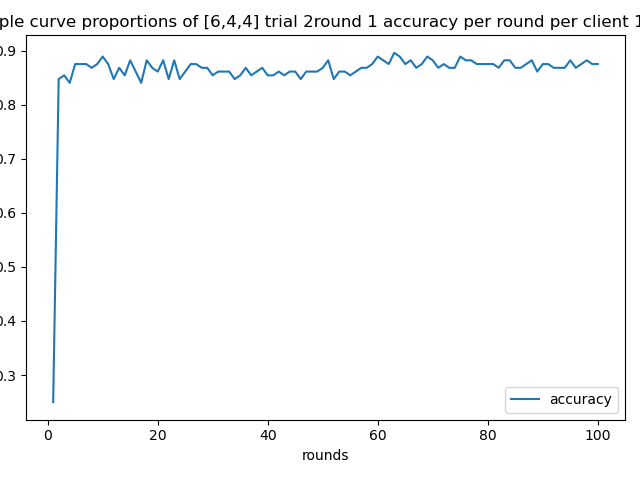 ple curve proportions of [6,4,4] trial 2round 1 accuracy per round per client 1
0.9
0.8
0.7
0.6
0.5
0.4
0.3
0 20 40 60 80 100
rounds
accuracy